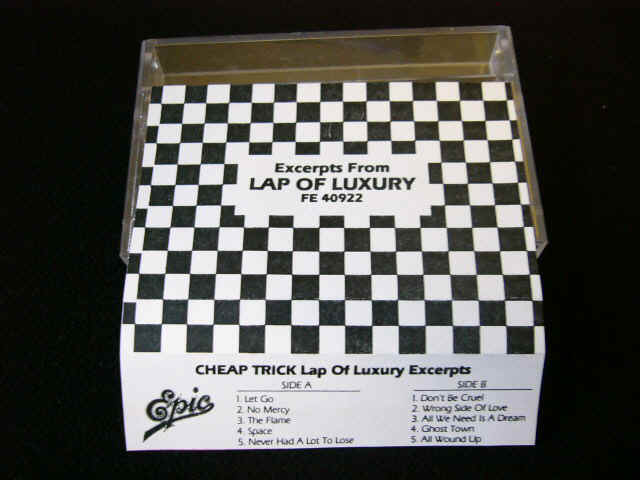 Excerpts From
LAP OF LUXURY
FE 40922
CHEAP TRICK Lap Of Luxury Excerpts
Epic
SIDE A
1. Let Go
2. No Mercy
3. The Flame
4. Space
5. Never Had A Lot To Lose
SIDE B
1. Don't Be Cruel
2. Wrong Side Of Love
3. All We Need Is A Dream
4. Ghost Town
5. All Wound Up